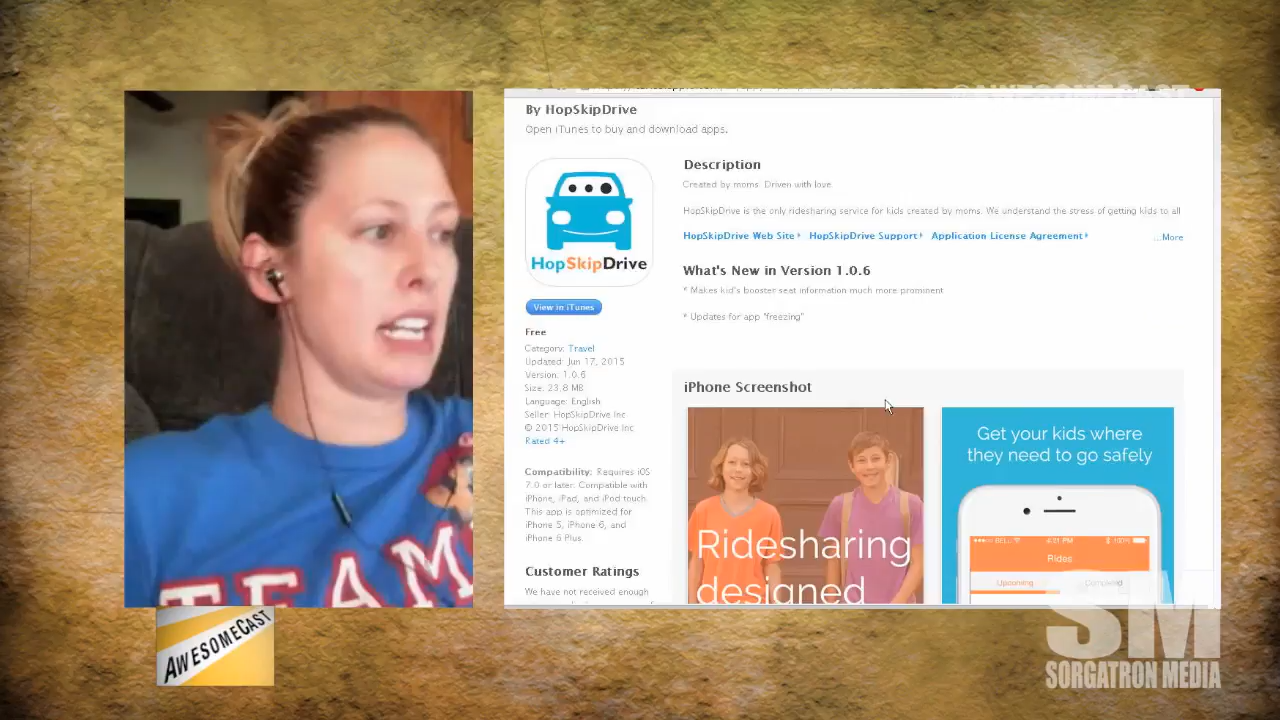 @AWESOMECAST
By HopSkipDrive
Open iTunes to buy and download apps.
HopSkipDrive
View in iTunes
Free
Category: Travel
Updated: Jun 17, 2015
Version: 1.0.6
Size: 23.8 MB
Language: English
Seller: HopSkipDrive Inc
© 2015 HopSkipDrive Inc
Rated 4+
Compatibility: Requires iOS
7.0 or later. Compatible with
iPhone, iPad, and iPod touch.
This app is optimized for
iPhone 5, iPhone 6, and
iPhone 6 Plus.
Customer Ratings
We have not received enough
Description
Created by moms. Driven with love.
HopSkipDrive is the only ridesharing service for kids created by moms. We understand the stress of getting kids to all
HopSkipDrive Web Site HopSkipDrive Support Application License Agreement ...More
What's New in Version 1.0.6
* Makes kid's booster seat information much more prominent
* Updates for app "freezing"
iPhone Screenshot
Ridesharing
designed
Get your kids where
they need to go safely
BELL 4:21 PM 100%
Rides
Upcoming Completed
TEAM
AWESOMECAST
SM
SORGATRON MEDIA